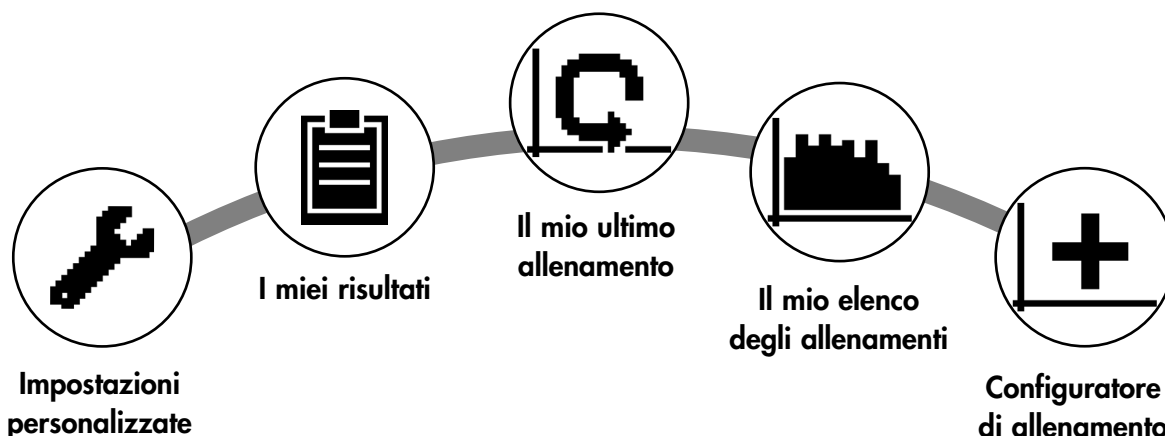 Impostazioni
personalizzate
I miei risultati
Il mio ultimo
allenamento
Il mio elenco
degli allenamenti
Configuratore
di allenamento